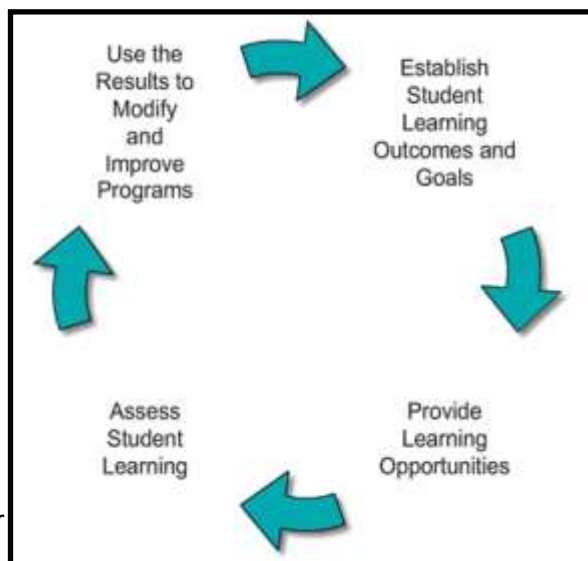 Use the
Results to
Modify
and
Improve
Programs
Establish
Student
Learning
Outcomes and
Goals
Provide
Learning
Opportunities
Assess
Student
Learning
r